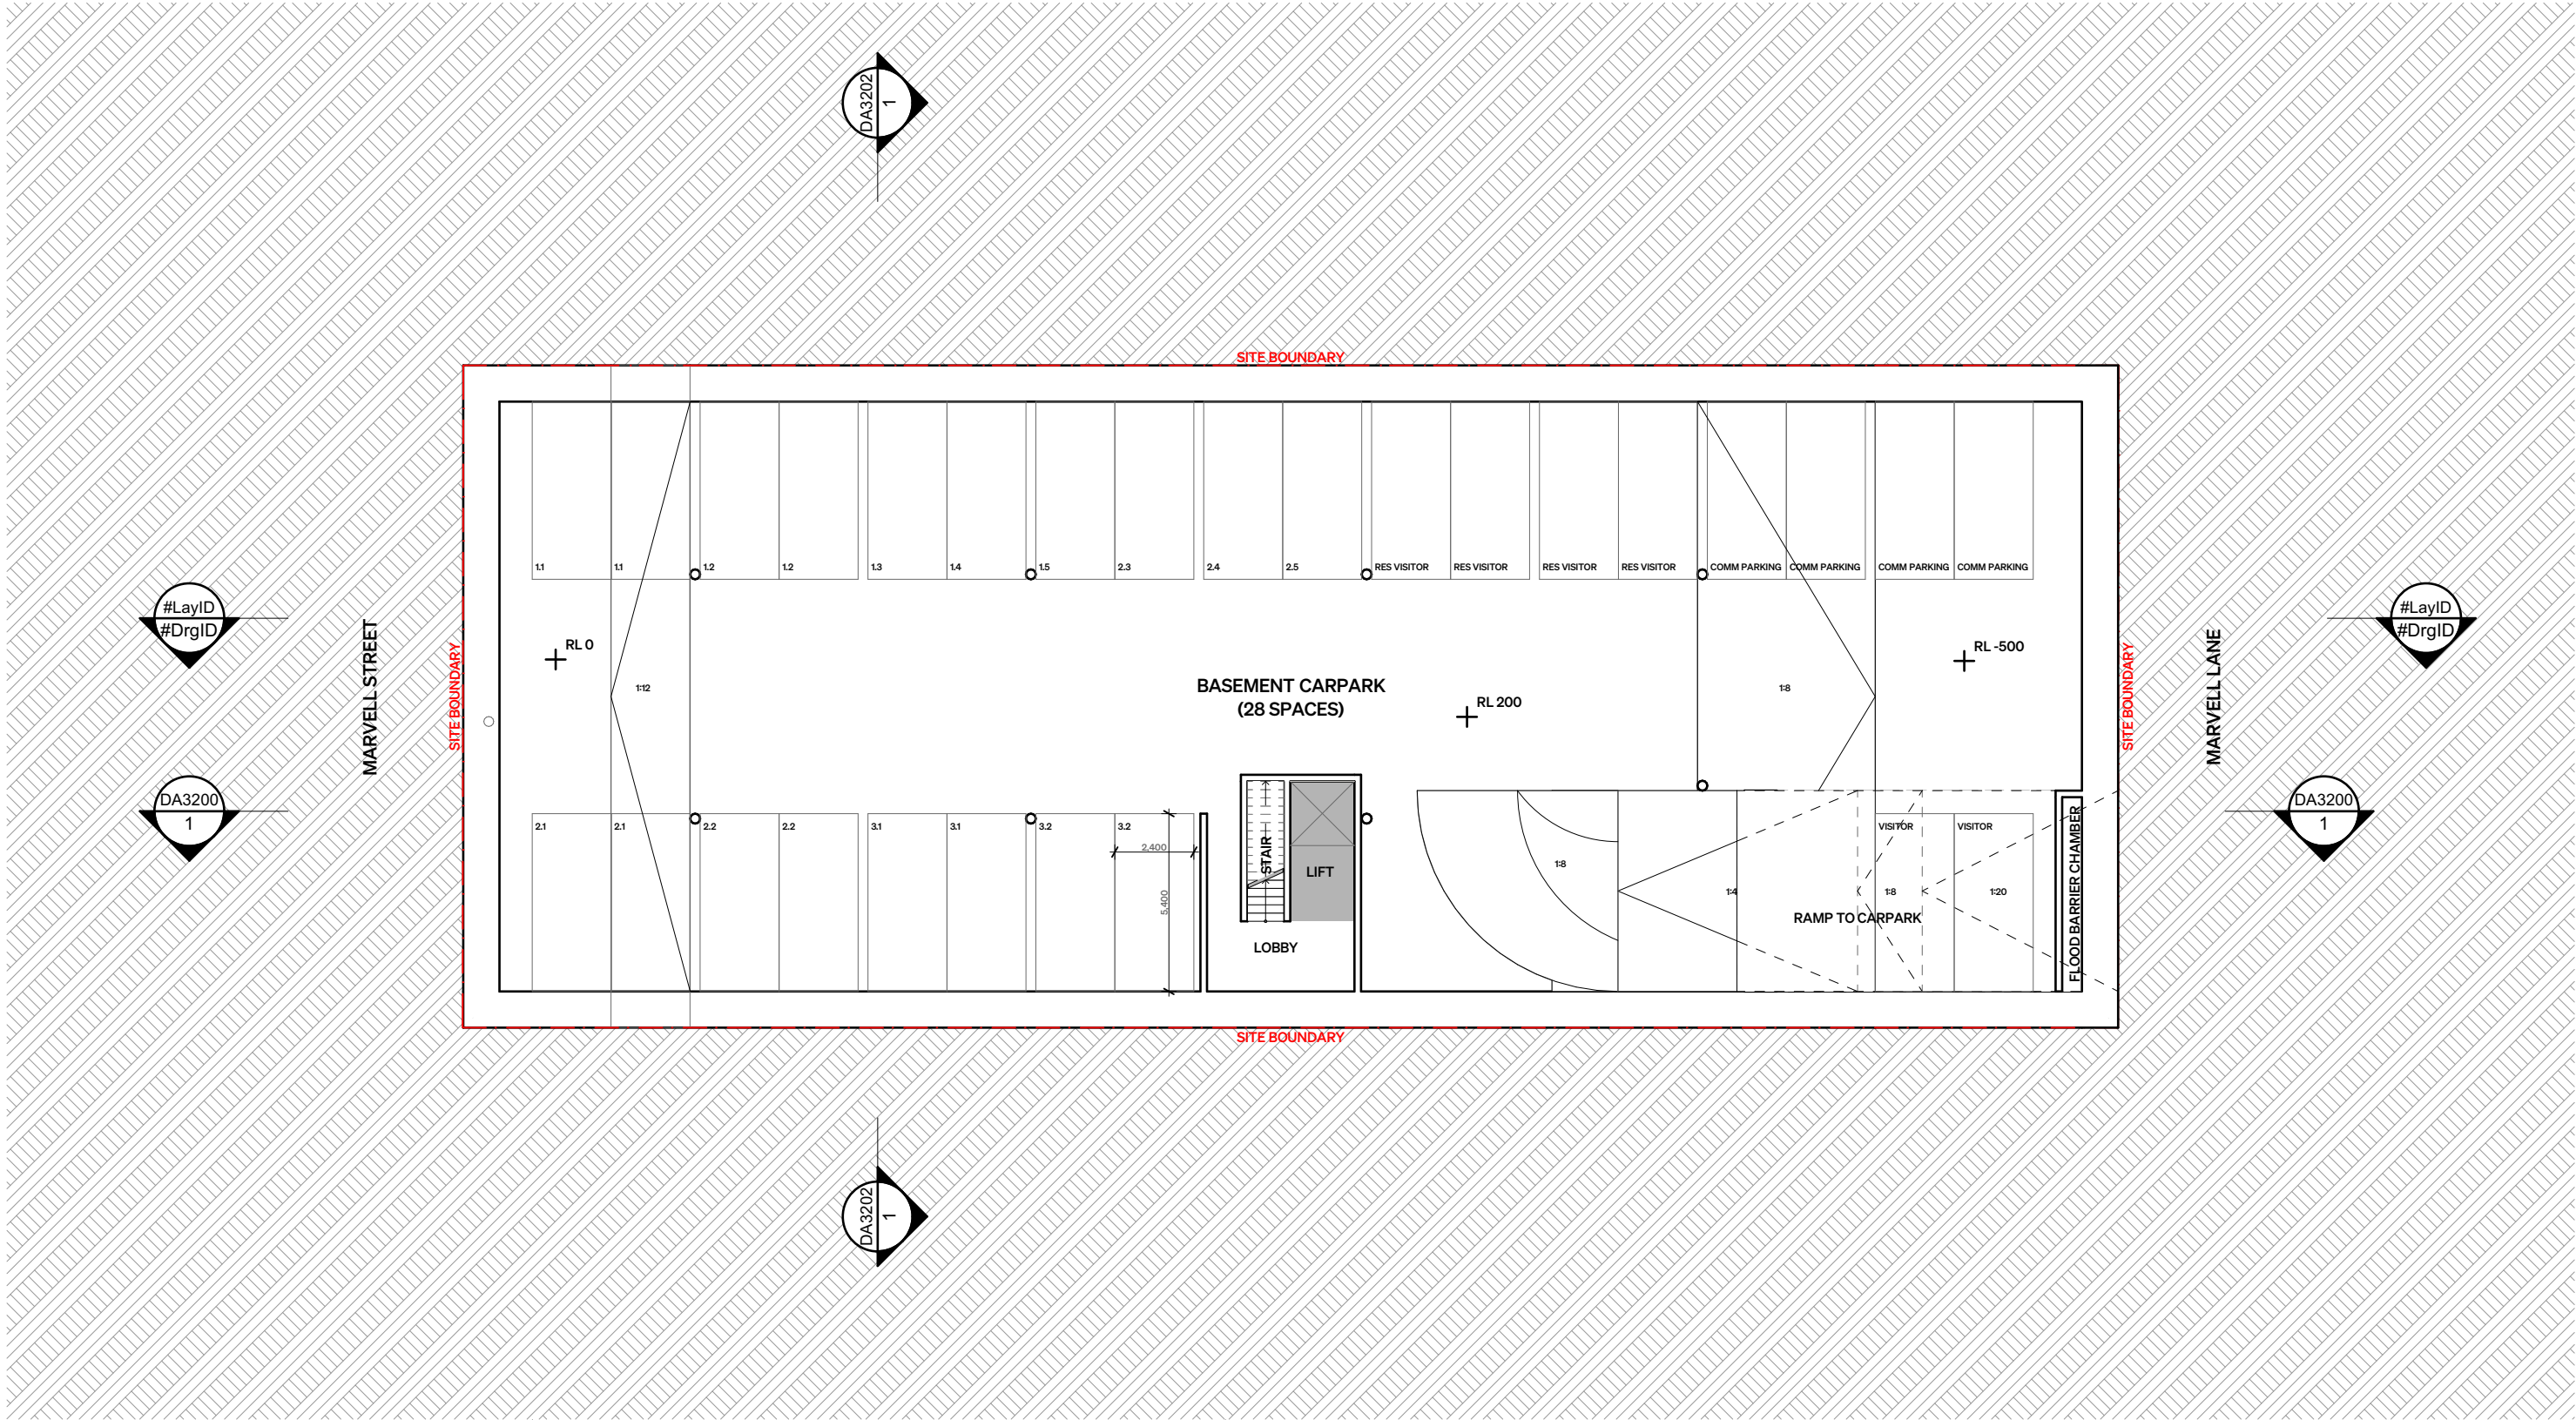 DA3202
1
SITE BOUNDARY
1.1
1.1
1.2
1.2
1.3
1.4
1.5
2.3
2.4
2.5
RES VISITOR
RES VISITOR
RES VISITOR
RES VISITOR
COMM PARKING
COMM PARKING
COMM PARKING
COMM PARKING
#LayID
#DrgID
MARVELL STREET
SITE BOUNDARY
RL 0
1:12
BASEMENT CARPARK
(28 SPACES)
RL 200
1:8
RL -500
SITE BOUNDARY
MARVELL LANE
#LayID
#DrgID
DA3200
1
2.1
2.1
2.2
2.2
3.1
3.1
3.2
3.2
2,400
5,400
STAIR
LIFT
LOBBY
1:8
1:4
RAMP TO CARPARK
VISITOR
VISITOR
1:8
1:20
FLOOD BARRIER CHAMBER
DA3200
1
SITE BOUNDARY
DA3202
1